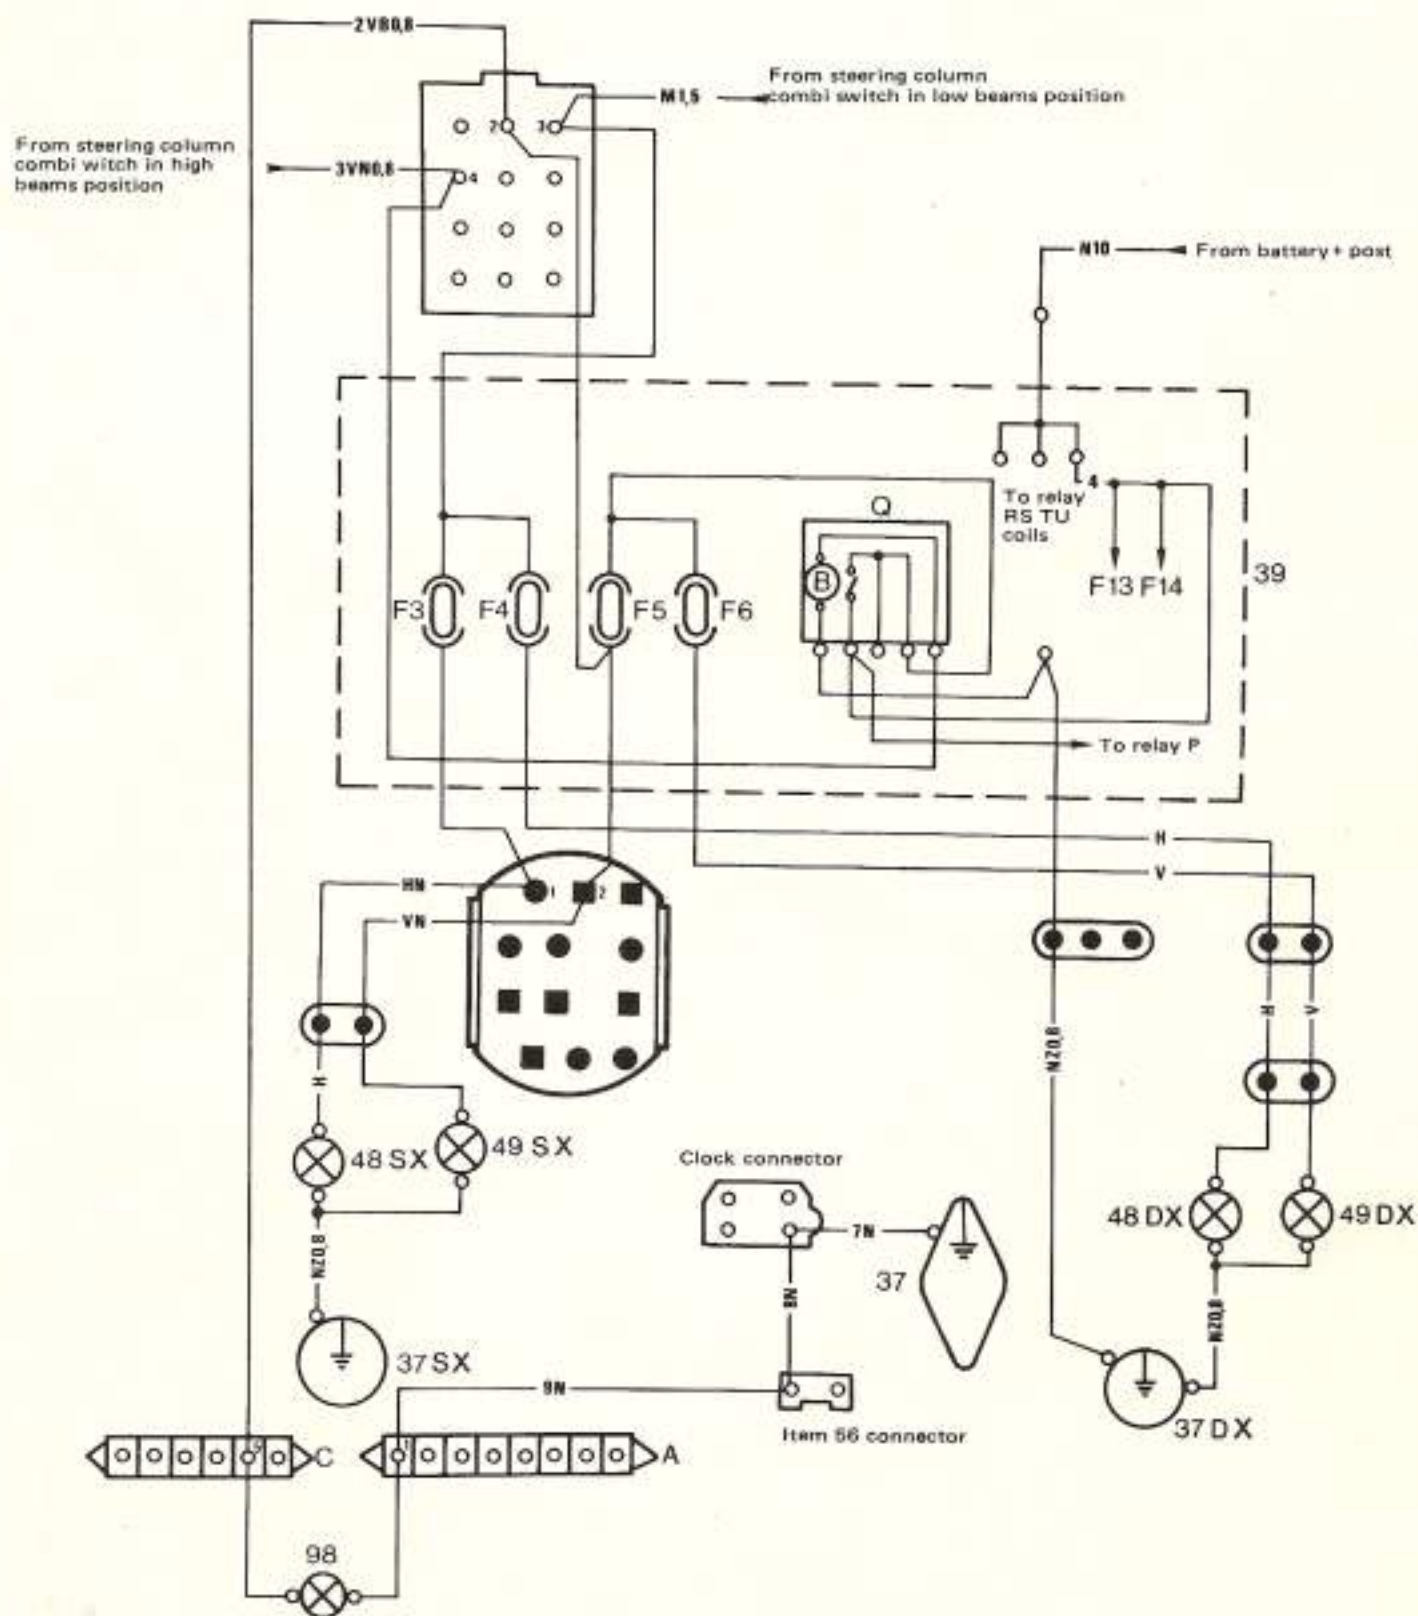 2VB0,8
From steering column
combi switch in low beams position
M1,5
2
3
From steering column
combi witch in high
beams position
3VN0,8
4
N10
From battery + post
4
To relay
RS TU
coils
Q
B
F13 F14
39
F3
F4
F5
F6
To relay P
H
V
HN
VN
1
2
H
V
NZ0,8
H
48 SX
49 SX
Clock connector
7N
37
8N
48 DX
49 DX
NZ0,8
NZ0,8
37 SX
9N
Item 56 connector
37 DX
C
1
A
98